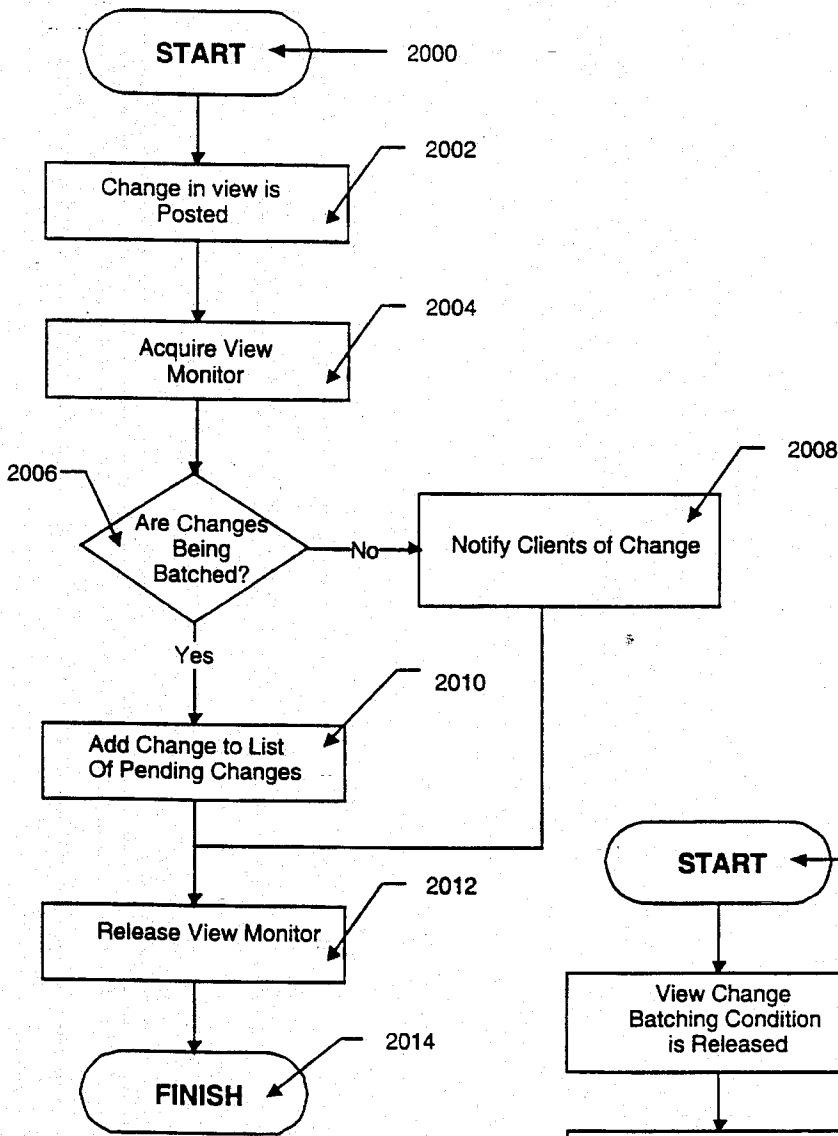 START
2000
2002
Change in view is
Posted
2004
Acquire View
Monitor
2006
Are Changes
Being
Batched?
No
2008
Notify Clients of Change
Yes
2010
Add Change to List
Of Pending Changes
2012
Release View Monitor
2014
FINISH
START
View Change
Batching Condition
is Released